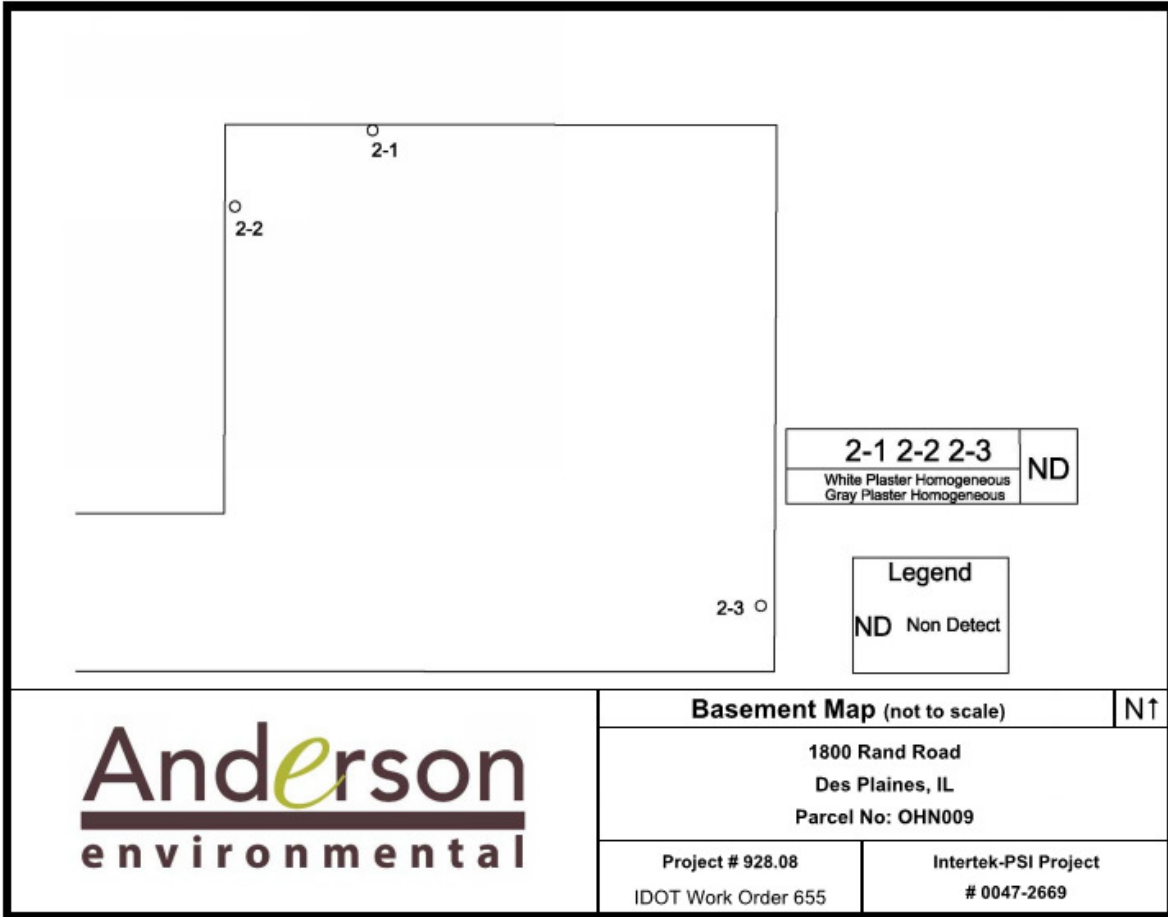 2-1
2-2
2-1 2-2 2-3
ND
White Plaster Homogeneous
Gray Plaster Homogeneous
Legend
ND Non Detect
2-3
Basement Map (not to scale)
N↑
1800 Rand Road
Des Plaines, IL
Parcel No: OHN009
Anderson
environmental
Project # 928.08
IDOT Work Order 655
Intertek-PSI Project
# 0047-2669